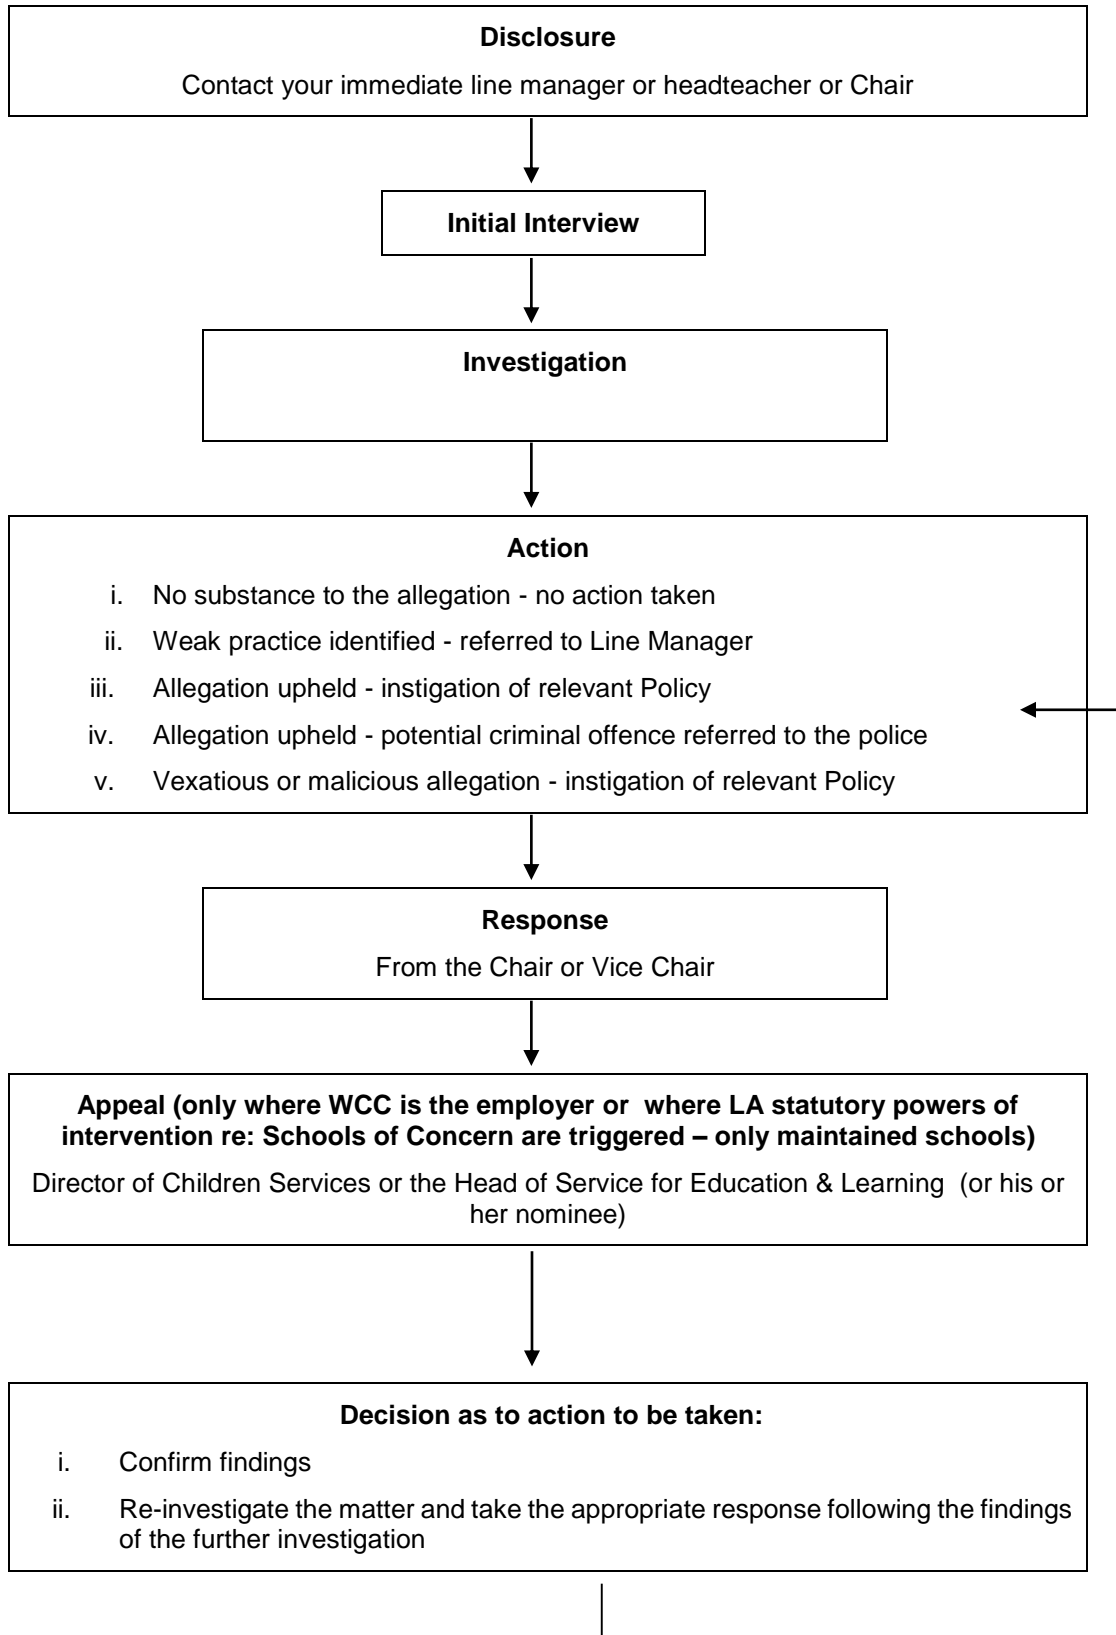 Disclosure
Contact your immediate line manager or headteacher or Chair
Initial Interview
Investigation
Action
i. No substance to the allegation - no action taken
ii. Weak practice identified - referred to Line Manager
iii. Allegation upheld - instigation of relevant Policy
iv. Allegation upheld - potential criminal offence referred to the police
v. Vexatious or malicious allegation - instigation of relevant Policy
Response
From the Chair or Vice Chair
Appeal (only where WCC is the employer or where LA statutory powers of
intervention re: Schools of Concern are triggered – only maintained schools)
Director of Children Services or the Head of Service for Education & Learning (or his or
her nominee)
Decision as to action to be taken:
i. Confirm findings
ii. Re-investigate the matter and take the appropriate response following the findings
of the further investigation